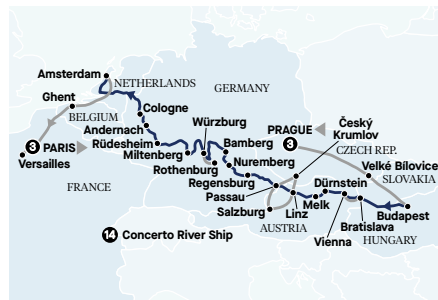 Amsterdam
NETHERLANDS
GERMANY
Ghent
BELGIUM
Cologne
Andernach
Würzburg
3 PARIS
Rüdesheim
Bamberg
PRAGUE
3
Český
Krumlov
Versailles
Miltenberg
CZECH REP.
Rothenburg
Nuremberg
Velké Bílovice
Regensburg
SLOVAKIA
FRANCE
Passau
Dürnstein
Salzburg
Linz
Melk
Budapest
AUSTRIA
Bratislava
14 Concerto River Ship
Vienna
HUNGARY